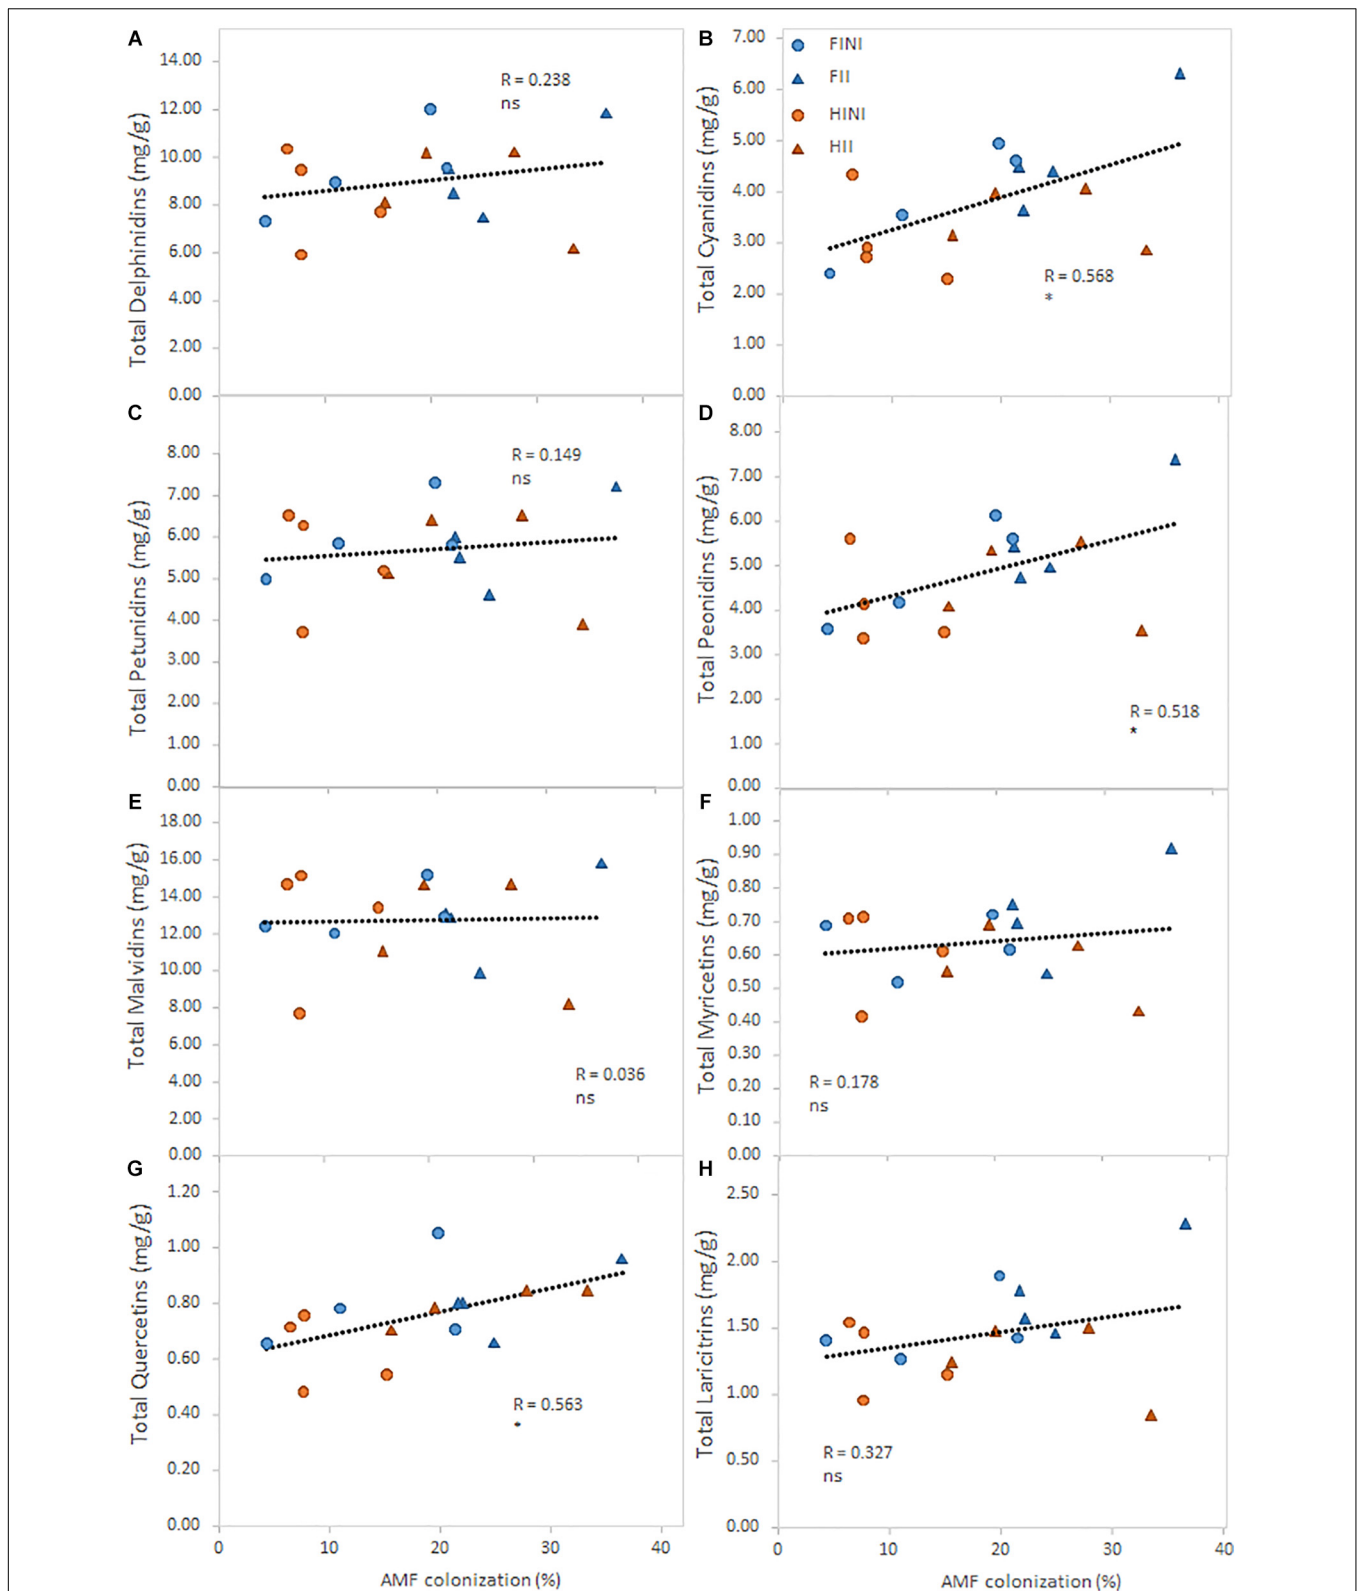 A
Total Delphinidins (mg/g)
14.00
12.00
10.00
8.00
6.00
4.00
2.00
0.00
R = 0.238
ns
B
Total Cyanidins (mg/g)
7.00
6.00
5.00
4.00
3.00
2.00
1.00
0.00
FINI
FII
HINI
HII
R = 0.568
*
C
Total Petunidins (mg/g)
8.00
7.00
6.00
5.00
4.00
3.00
2.00
1.00
0.00
R = 0.149
ns
D
Total Peonidins (mg/g)
8.00
7.00
6.00
5.00
4.00
3.00
2.00
1.00
0.00
R = 0.518
*
E
Total Malvidins (mg/g)
18.00
16.00
14.00
12.00
10.00
8.00
6.00
4.00
2.00
0.00
R = 0.036
ns
F
Total Myricetins (mg/g)
1.00
0.90
0.80
0.70
0.60
0.50
0.40
0.30
0.20
0.10
0.00
R = 0.178
ns
G
Total Quercetins (mg/g)
1.20
1.00
0.80
0.60
0.40
0.20
0.00
R = 0.563
*
0 10 20 30 40
AMF colonization (%)
H
Total Laricitrins (mg/g)
2.50
2.00
1.50
1.00
0.50
0.00
R = 0.327
ns
0 10 20 30 40
AMF colonization (%)